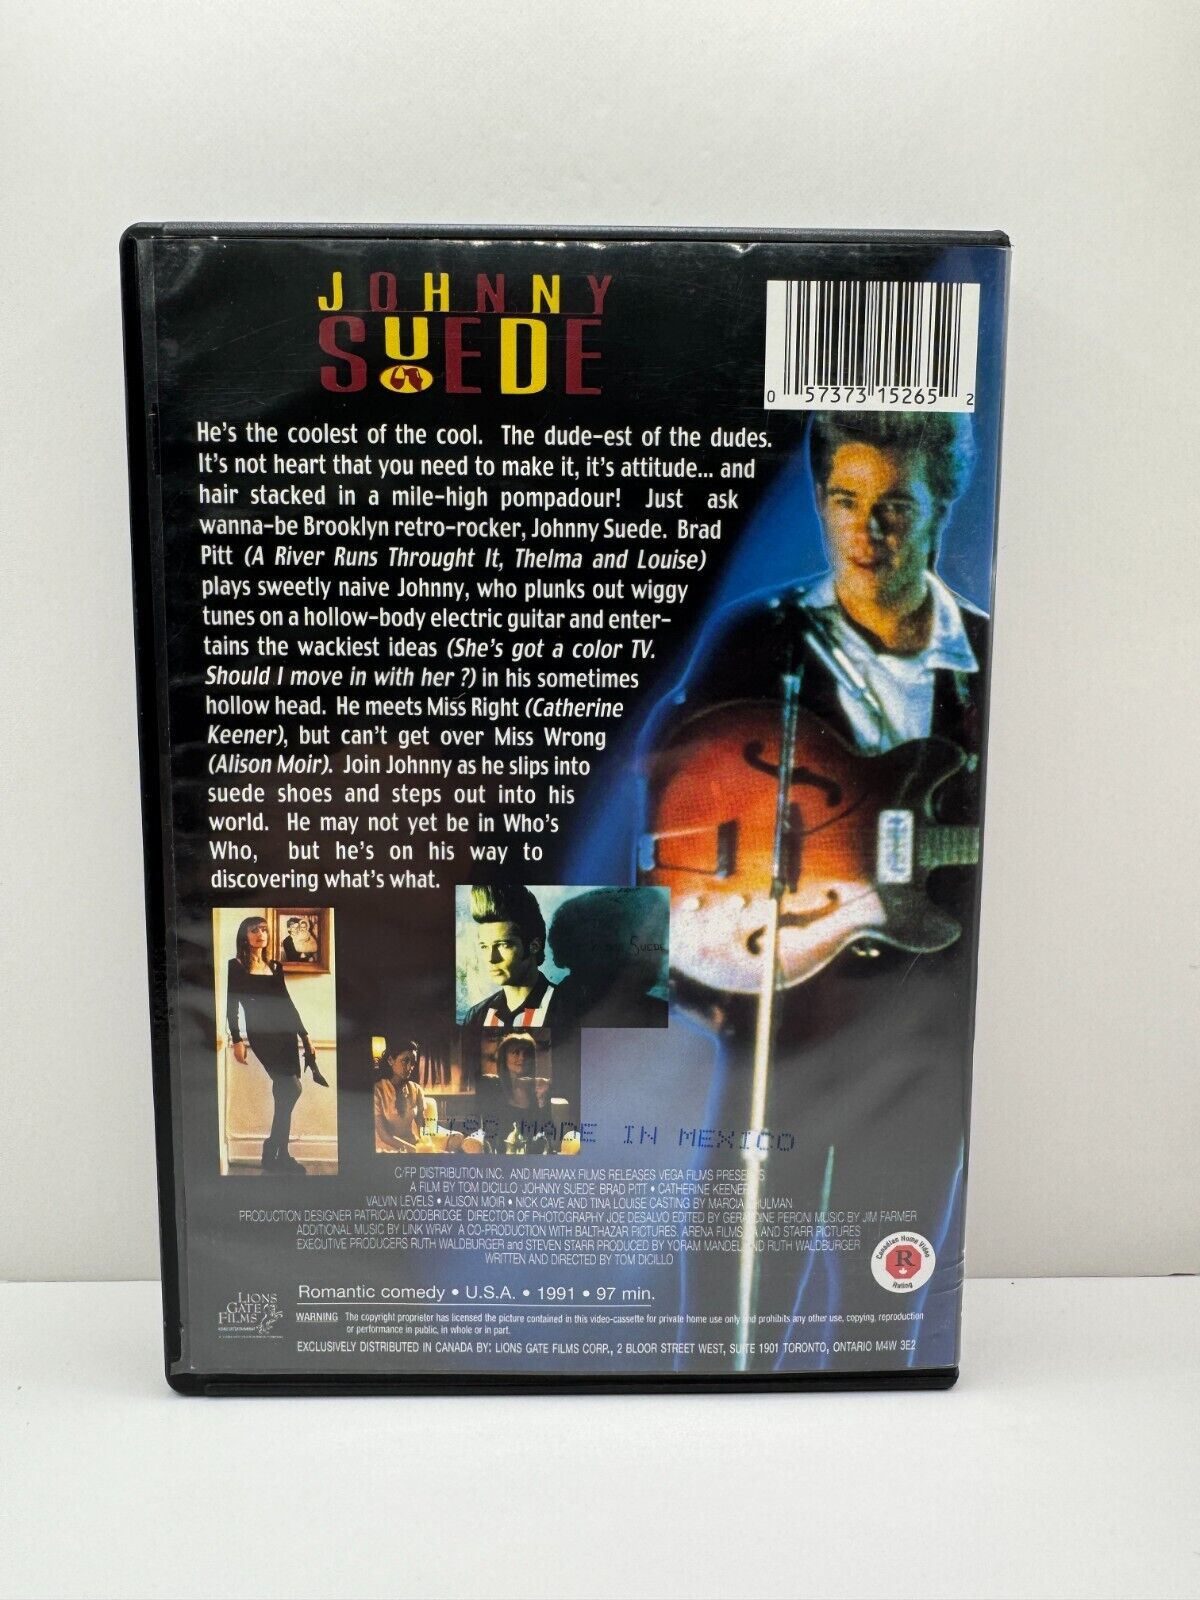 JOHNNY
SUEDE
0 57373 15265 2
He's the coolest of the cool. The dude-est of the dudes.
It's not heart that you need to make it, it's attitude... and
hair stacked in a mile-high pompadour! Just ask
wanna-be Brooklyn retro-rocker, Johnny Suede. Brad
Pitt (A River Runs Throught It, Thelma and Louise)
plays sweetly naive Johnny, who plunks out wiggy
tunes on a hollow-body electric guitar and enter-
tains the wackiest ideas (She's got a color TV.
Should I move in with her ?) in his sometimes
hollow head. He meets Miss Right (Catherine
Keener), but can't get over Miss Wrong
(Alison Moir). Join Johnny as he slips into
suede shoes and steps out into his
world. He may not yet be in Who's
Who, but he's on his way to
discovering what's what.
SUEDE
DISC MADE IN MEXICO
C/FP DISTRIBUTION INC. AND MIRAMAX FILMS RELEASES VEGA FILMS PRESENTS
A FILM BY TOM DICILLO JOHNNY SUEDE BRAD PITT • CATHERINE KEENER
VALVIN LEVELS • ALISON MOIR • NICK CAVE AND TINA LOUISE CASTING BY MARCIA SHULMAN
PRODUCTION DESIGNER PATRICIA WOODBRIDGE DIRECTOR OF PHOTOGRAPHY JOE DESALVO EDITED BY GERALDINE PERONI MUSIC BY JIM FARMER
ADDITIONAL MUSIC BY LINK WRAY A CO-PRODUCTION WITH BALTHAZAR PICTURES. ARENA FILMS SA AND STARR PICTURES
EXECUTIVE PRODUCERS RUTH WALDBURGER and STEVEN STARR PRODUCED BY YORAM MANDEL AND RUTH WALDBURGER
WRITTEN AND DIRECTED BY TOM DICILLO
Canadian Home Video
R
Rating
Romantic comedy • U.S.A. • 1991 • 97 min.
LIONS
GATE
FILMS
WARNING The copyright proprieter has licensed the picture contained in this video-cassette for private home use only and prohibits any other use, copying, reproduction
or performance in public, in whole or in part.
EXCLUSIVELY DISTRIBUTED IN CANADA BY: LIONS GATE FILMS CORP., 2 BLOOR STREET WEST, SUITE 1901 TORONTO, ONTARIO M4W 3E2